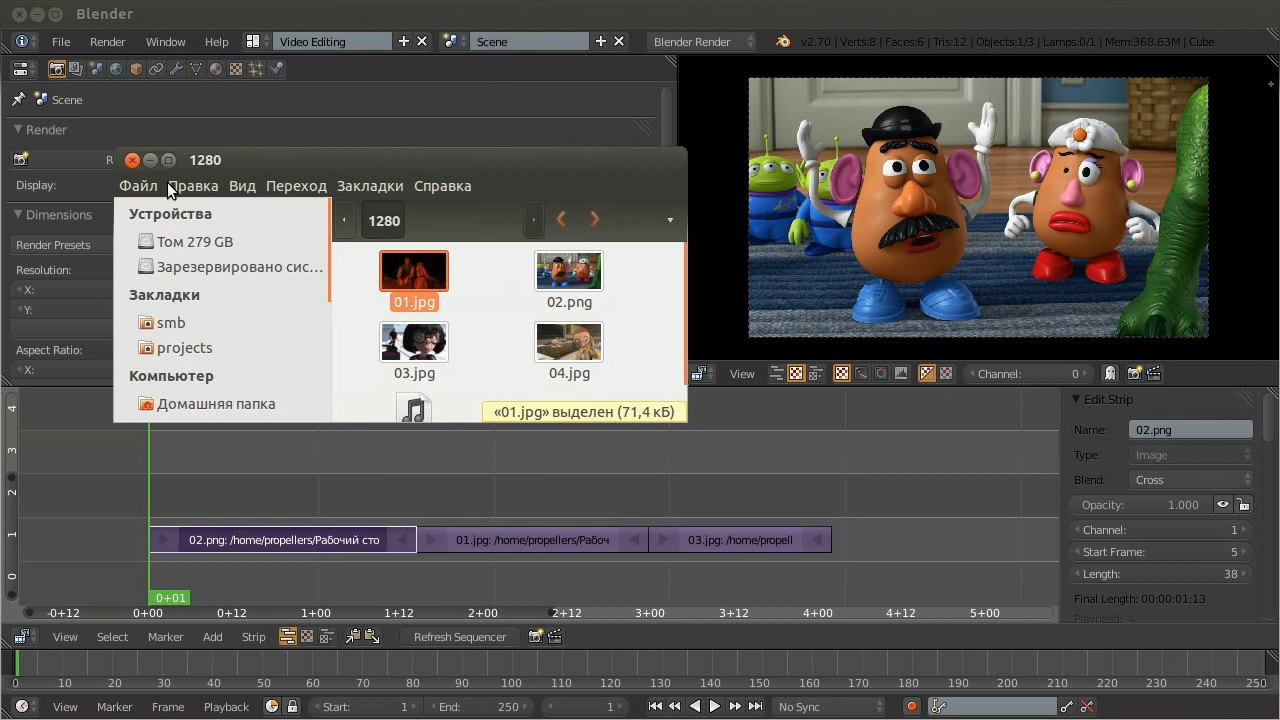 Blender
File Render Window Help Video Editing Scene Blender Render v2.70 | Verts:8 | Faces:6 | Tris:12 | Objects:1/3 | Lamps:0/1 | Mem:368.63M | Cube
Scene
Render
R
Display:
Dimensions
Render Presets
Resolution:
X:
Y:
Aspect Ratio:
X:
1280
Файл Правка Вид Переход Закладки Справка
Устройства
Том 279 GB
Зарезервировано сис...
Закладки
smb
projects
Компьютер
Домашняя папка
1280
01.jpg 02.png
03.jpg 04.jpg
«01.jpg» выделен (71,4 кБ)
View Channel: 0
Edit Strip
Name: 02.png
Type: Image
Blend: Cross
Opacity: 1.000
Channel: 1
Start Frame: 5
Length: 38
Final Length: 00:00:01:13
Playhead: -4
4
3
2
1
0
02.png: /home/propellers/Рабочий сто 01.jpg: /home/propellers/Рабоч 03.jpg: /home/propell
0+01
-0+12 0+00 0+12 1+00 1+12 2+00 2+12 3+00 3+12 4+00 4+12 5+00
View Select Marker Add Strip Refresh Sequencer
0 10 20 30 40 50 60 70 80 90 100 110 120 130 140 150 160 170 180 190 200 210 220 230 240 250
View Marker Frame Playback Start: 1 End: 250 1 No Sync